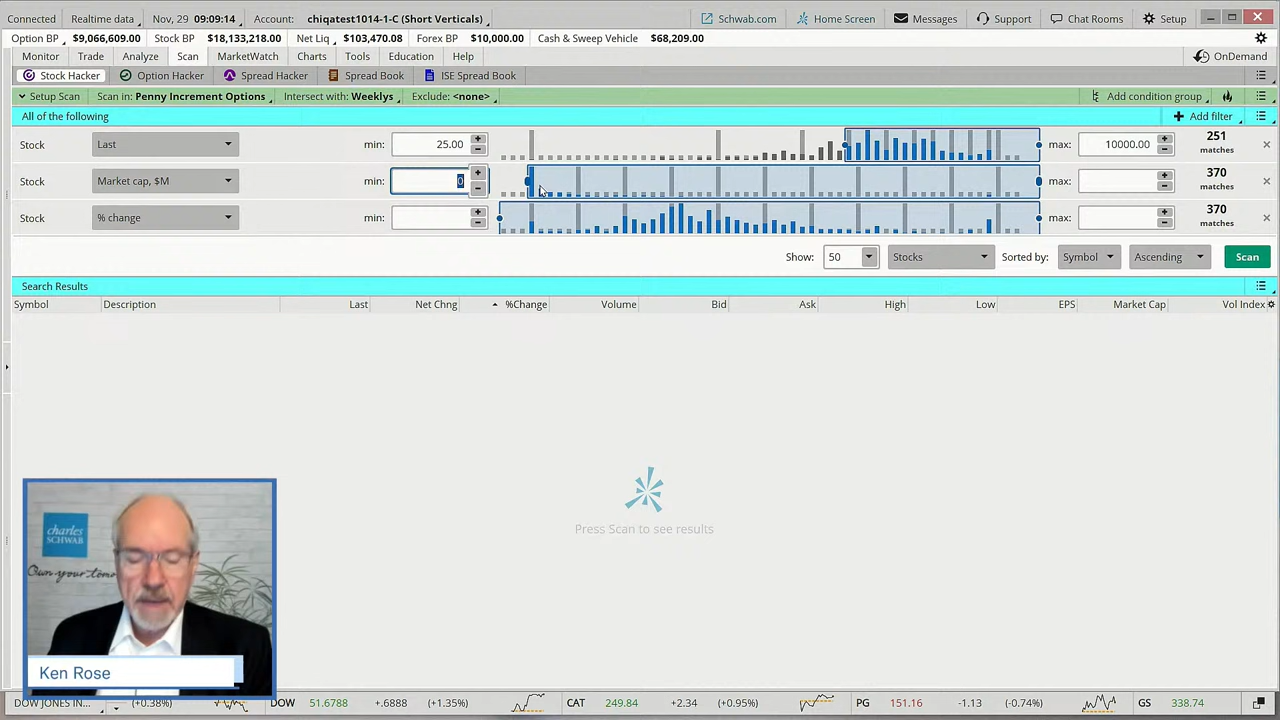 Connected Realtime data Nov, 29 09:09:14 Account: chiqatest1014-1-C (Short Verticals) Schwab.com Home Screen Messages Support Chat Rooms Setup
Option BP $9,066,609.00 Stock BP $18,133,218.00 Net Liq $103,470.08 Forex BP $10,000.00 Cash & Sweep Vehicle $68,209.00
Monitor Trade Analyze Scan MarketWatch Charts Tools Education Help OnDemand
Stock Hacker Option Hacker Spread Hacker Spread Book ISE Spread Book
Setup Scan Scan in: Penny Increment Options Intersect with: Weeklys Exclude: <none> Add condition group
All of the following Add filter
Stock Last min: 25.00 max: 10000.00 251 matches
Stock Market cap, $M min: 0 max: 370 matches
Stock % change min: max: 370 matches
Show: 50 Stocks Sorted by: Symbol Ascending Scan
Search Results
Symbol Description Last Net Chng %Change Volume Bid Ask High Low EPS Market Cap Vol Index
Press Scan to see results
charles
SCHWAB
Own your
Ken Rose
DOW JONES IN... (+0.38%) DOW 51.6788 +.6888 (+1.35%) CAT 249.84 +2.34 (+0.95%) PG 151.16 -1.13 (-0.74%) GS 338.74